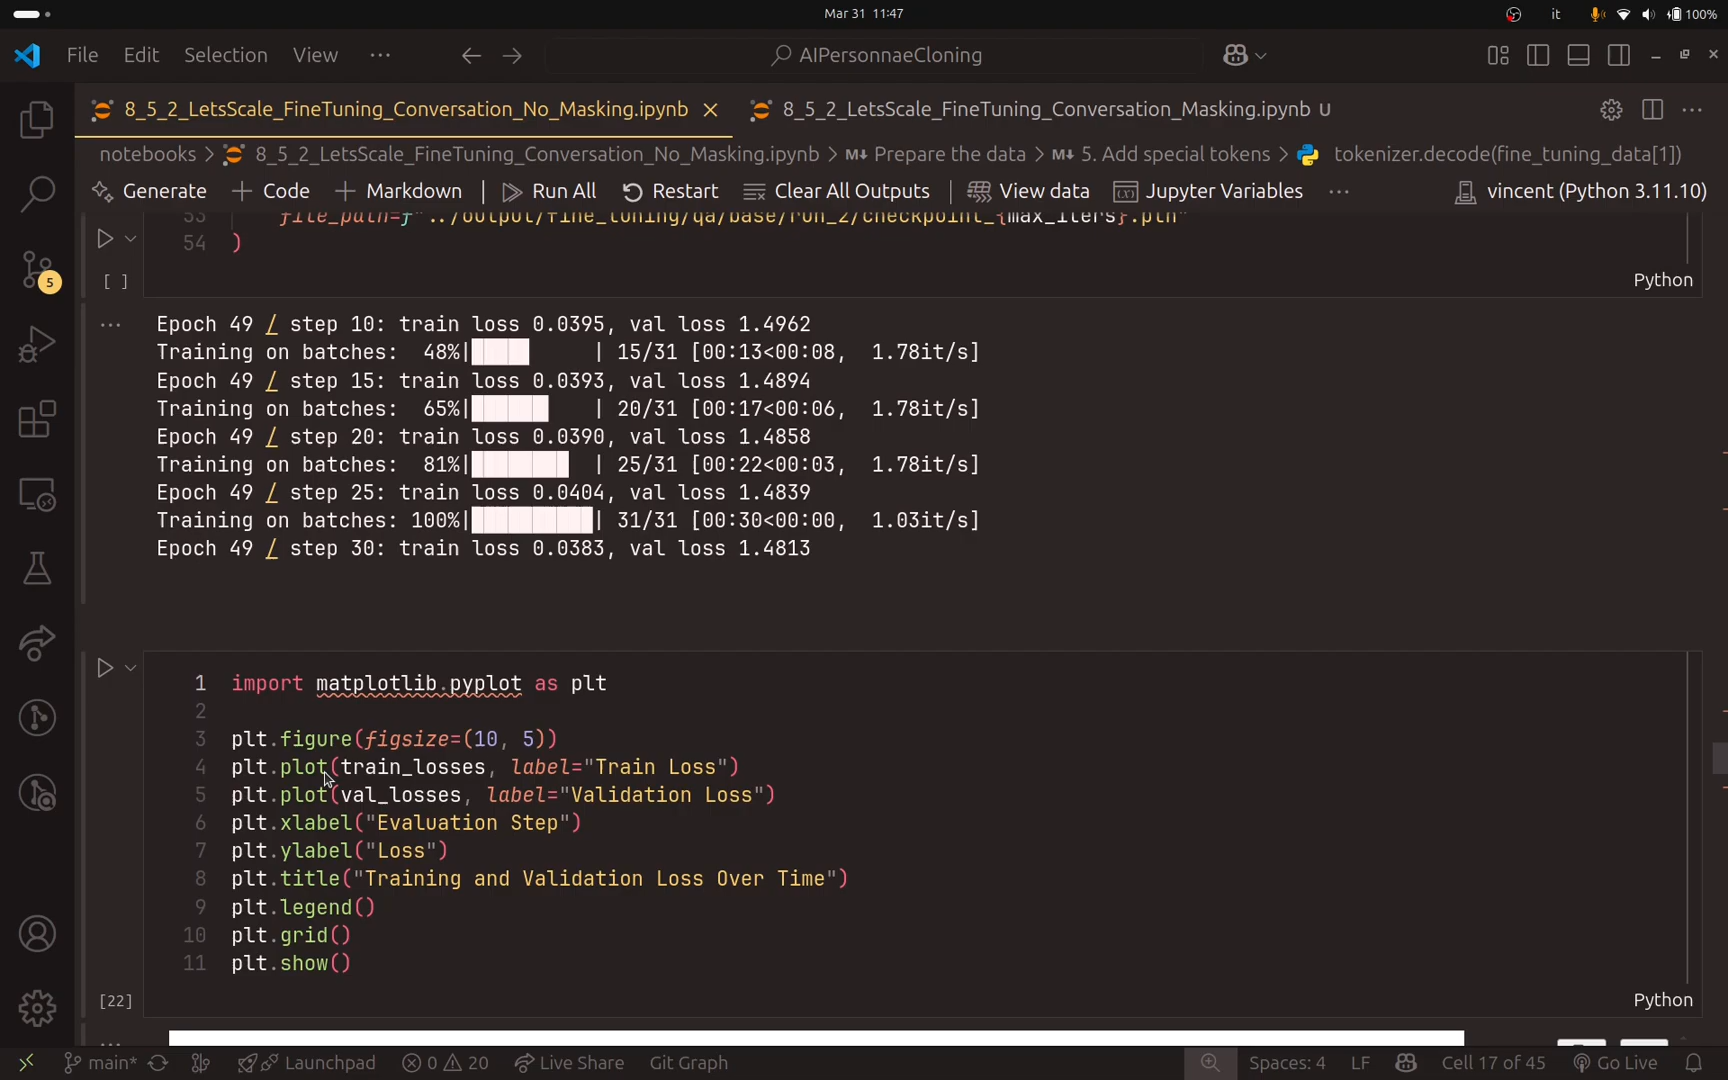 Mar 31 11:47
it
100%
File Edit Selection View
AIPersonnaeCloning
8_5_2_LetsScale_FineTuning_Conversation_No_Masking.ipynb
8_5_2_LetsScale_FineTuning_Conversation_Masking.ipynb U
notebooks > 8_5_2_LetsScale_FineTuning_Conversation_No_Masking.ipynb > M↓ Prepare the data > M↓ 5. Add special tokens > tokenizer.decode(fine_tuning_data[1])
Generate + Code + Markdown | Run All Restart Clear All Outputs | View data Jupyter Variables ··· vincent (Python 3.11.10)
53 file_path=f"../output/fine_tuning/qa/base/run_2/checkpoint_{max_iters}.pth"
54 )
[ ]
Python
5
Epoch 49 / step 10: train loss 0.0395, val loss 1.4962
Training on batches: 48%|█████ | 15/31 [00:13<00:08, 1.78it/s]
Epoch 49 / step 15: train loss 0.0393, val loss 1.4894
Training on batches: 65%|██████ | 20/31 [00:17<00:06, 1.78it/s]
Epoch 49 / step 20: train loss 0.0390, val loss 1.4858
Training on batches: 81%|████████ | 25/31 [00:22<00:03, 1.78it/s]
Epoch 49 / step 25: train loss 0.0404, val loss 1.4839
Training on batches: 100%|██████████| 31/31 [00:30<00:00, 1.03it/s]
Epoch 49 / step 30: train loss 0.0383, val loss 1.4813
1 import matplotlib.pyplot as plt
2
3 plt.figure(figsize=(10, 5))
4 plt.plot(train_losses, label="Train Loss")
5 plt.plot(val_losses, label="Validation Loss")
6 plt.xlabel("Evaluation Step")
7 plt.ylabel("Loss")
8 plt.title("Training and Validation Loss Over Time")
9 plt.legend()
10 plt.grid()
11 plt.show()
[22]
Python
main* Launchpad 0 20 Live Share Git Graph Spaces: 4 LF Cell 17 of 45 Go Live